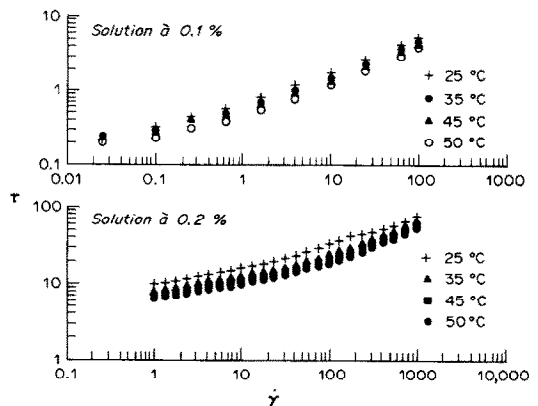 10
Solution à 0.1 %
1
+ 25 °C
● 35 °C
▲ 45 °C
○ 50 °C
0.1
0.01 0.1 1 10 100 1000
τ
100
Solution à 0.2 %
10
+ 25 °C
▲ 35 °C
■ 45 °C
● 50 °C
1
0.1 1 10 100 1000 10,000
γ̇